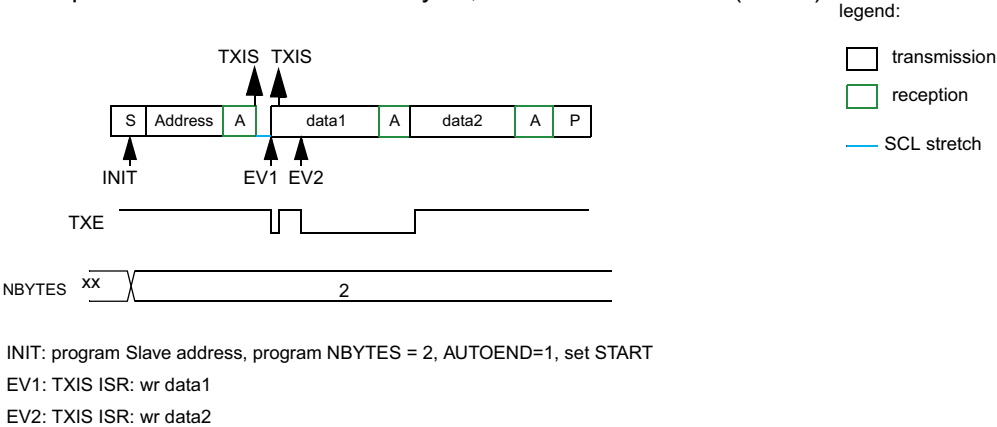 legend:
TXIS TXIS
transmission
reception
S Address A data1 A data2 A P
SCL stretch
INIT EV1 EV2
TXE
NBYTES xx 2
INIT: program Slave address, program NBYTES = 2, AUTOEND=1, set START
EV1: TXIS ISR: wr data1
EV2: TXIS ISR: wr data2